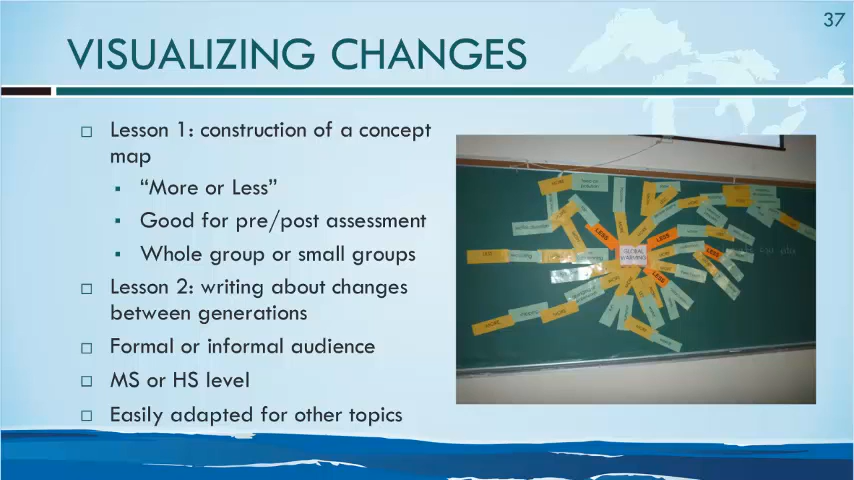 37
VISUALIZING CHANGES
Lesson 1: construction of a concept
map
“More or Less”
Good for pre/post assessment
Whole group or small groups
Lesson 2: writing about changes
between generations
Formal or informal audience
MS or HS level
Easily adapted for other topics
LESS
LESS
LESS
LESS
GLOBAL
WARMING
MORE
MORE